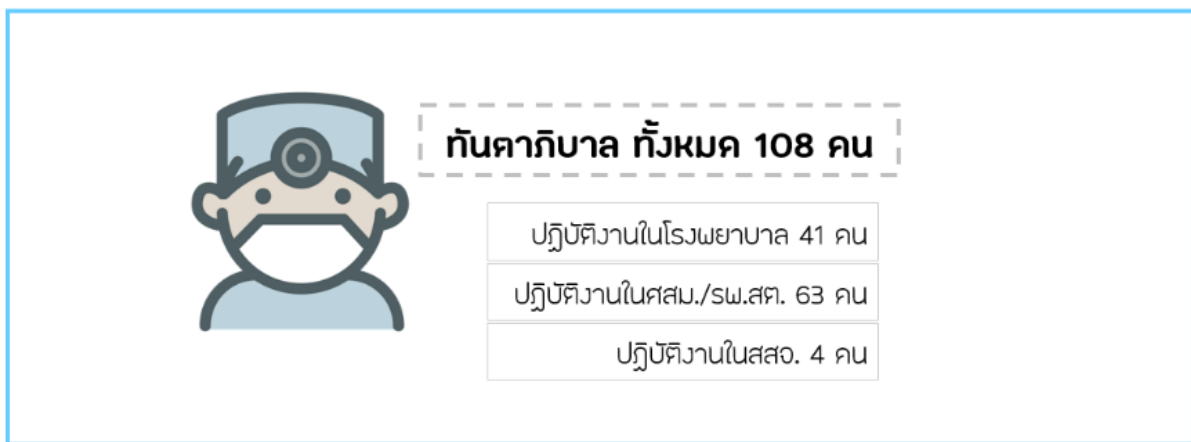 ทันตาภิบาล ทั้งหมด 108 คน
ปฏิบัติงานในโรงพยาบาล 41 คน
ปฏิบัติงานในศสม./รพ.สต. 63 คน
ปฏิบัติงานในสสจ. 4 คน